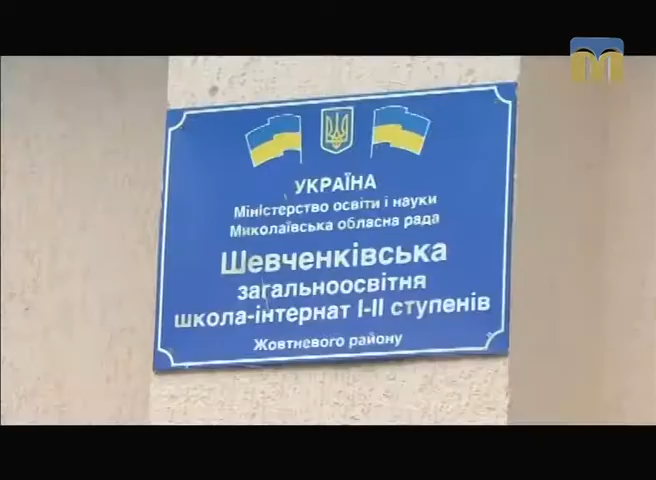 УКРАЇНА
Міністерство освіти і науки
Миколаївська обласна рада
Шевченківська
загальноосвітня
школа-інтернат І-ІІ ступенів
Жовтневого району